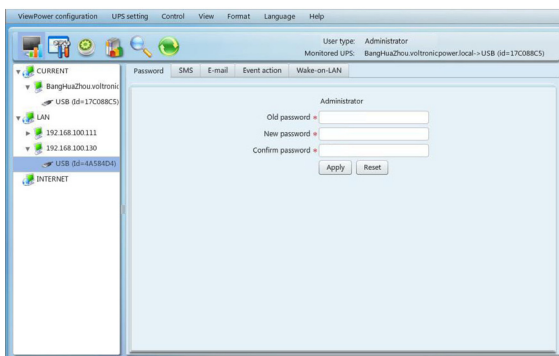 ViewPower configuration UPS setting Control View Format Language Help
User type: Administrator
Monitored UPS: BangHuaZhou.voltronicpower.local-> USB (id=17C088C5)
CURRENT
BangHuaZhou.voltronic
USB (Id=17C088C5)
LAN
192.168.100.111
192.168.100.130
USB (Id=4A584D4)
INTERNET
Password SMS E-mail Event action Wake-on-LAN
Administrator
Old password *
New password *
Confirm password *
Apply Reset